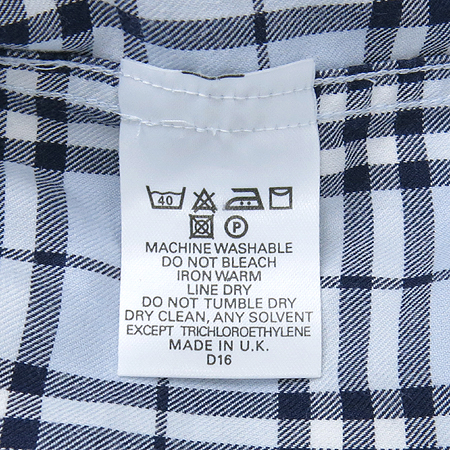 40
P
MACHINE WASHABLE
DO NOT BLEACH
IRON WARM
LINE DRY
DO NOT TUMBLE DRY
DRY CLEAN, ANY SOLVENT
EXCEPT TRICHLOROETHYLENE
MADE IN U.K.
D16